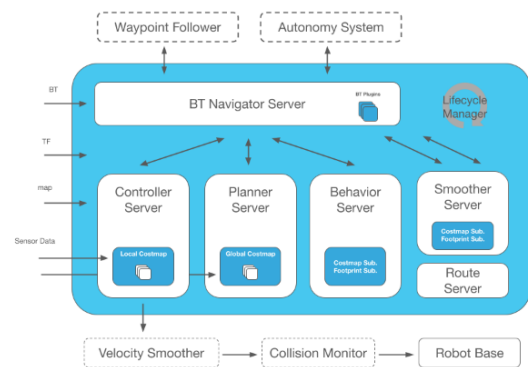 Waypoint Follower
Autonomy System
BT
BT Navigator Server
BT Plugins
Lifecycle
Manager
TF
map
Sensor Data
Controller
Server
Local Costmap
Planner
Server
Global Costmap
Behavior
Server
Costmap Sub.
Footprint Sub.
Smoother
Server
Costmap Sub.
Footprint Sub.
Route
Server
Velocity Smoother
Collision Monitor
Robot Base